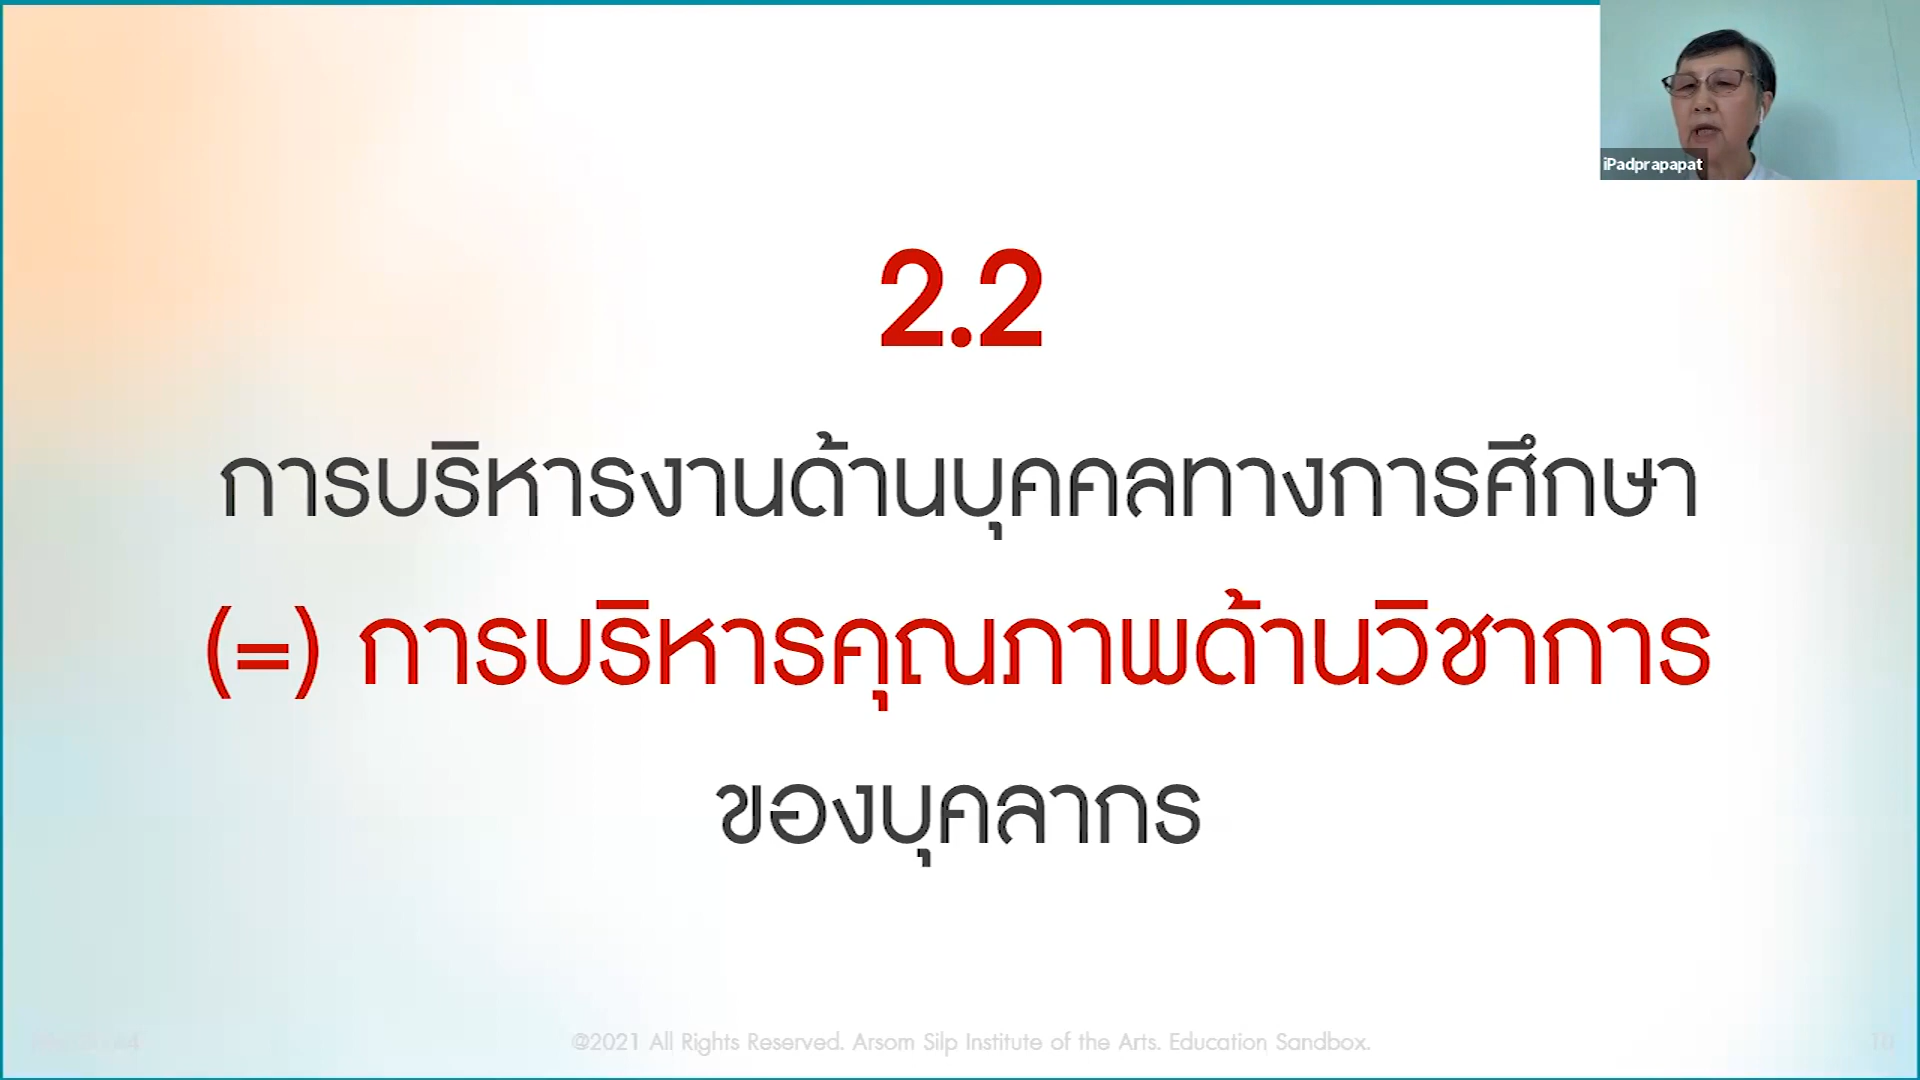 iPadprapapat
2.2
การบริหารงานด้านบุคคลทางการศึกษา
(=) การบริหารคุณภาพด้านวิชาการ
ของบุคลากร
@2021 All Rights Reserved. Arsom Silp Institute of the Arts. Education Sandbox.
10